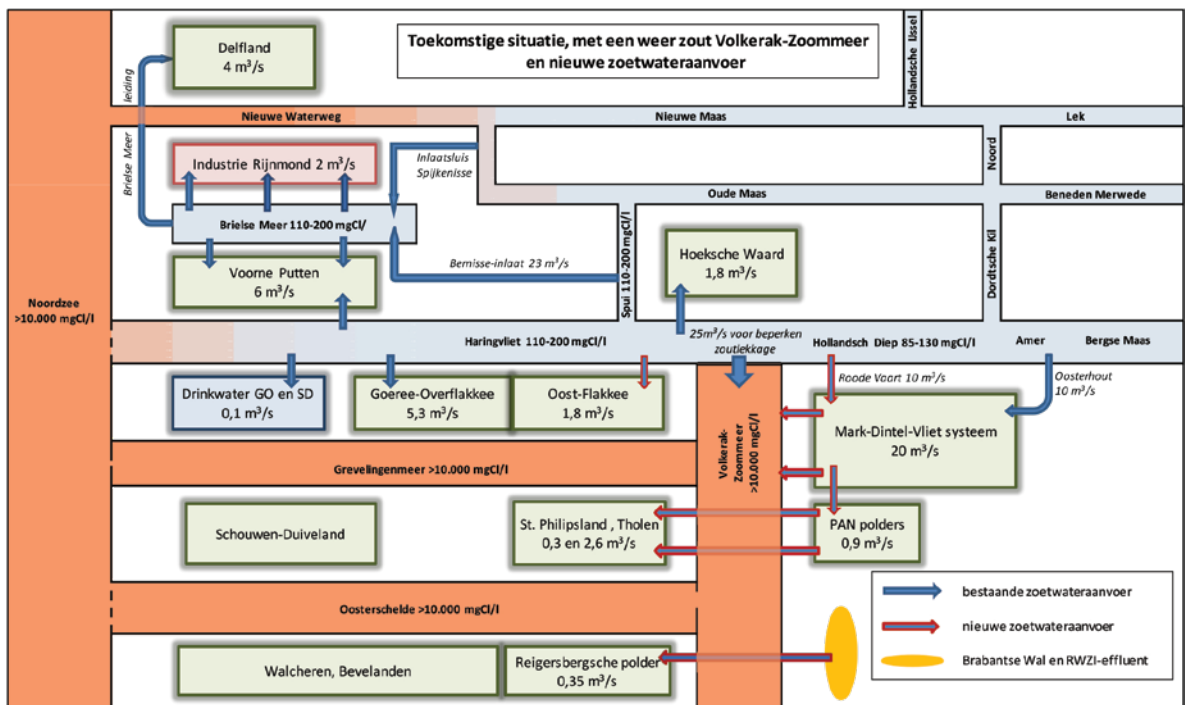 Toekomstige situatie, met een weer zout Volkerak-Zoommeer
en nieuwe zoetwateraanvoer
Delfland
4 m³/s
leiding
Brielse Meer
Hollandsche IJssel
Nieuwe Waterweg
Nieuwe Maas
Lek
Industrie Rijnmond 2 m³/s
Inlaatsluis
Spijkenisse
Noord
Oude Maas
Beneden Merwede
Brielse Meer 110-200 mgCl/
Bernisse-inlaat 23 m³/s
Spui 110-200 mgCl/l
Hoeksche Waard
1,8 m³/s
Dordtsche Kil
Voorne Putten
6 m³/s
Noordzee
>10.000 mgCl/l
Haringvliet 110-200 mgCl/l
25m³/s voor beperken
zoutlekkage
Hollandsch Diep 85-130 mgCl/l
Amer
Bergse Maas
Drinkwater GO en SD
0,1 m³/s
Goeree-Overflakkee
5,3 m³/s
Oost-Flakkee
1,8 m³/s
Roode Vaart 10 m³/s
Oosterhout
10 m³/s
Mark-Dintel-Vliet systeem
20 m³/s
Volkerak-
Zoommeer
>10.000 mgCl/l
Grevelingenmeer >10.000 mgCl/l
Schouwen-Duiveland
St. Philipsland , Tholen
0,3 en 2,6 m³/s
PAN polders
0,9 m³/s
Oosterschelde >10.000 mgCl/l
Walcheren, Bevelanden
Reigersbergsche polder
0,35 m³/s
bestaande zoetwateraanvoer
nieuwe zoetwateraanvoer
Brabantse Wal en RWZI-effluent